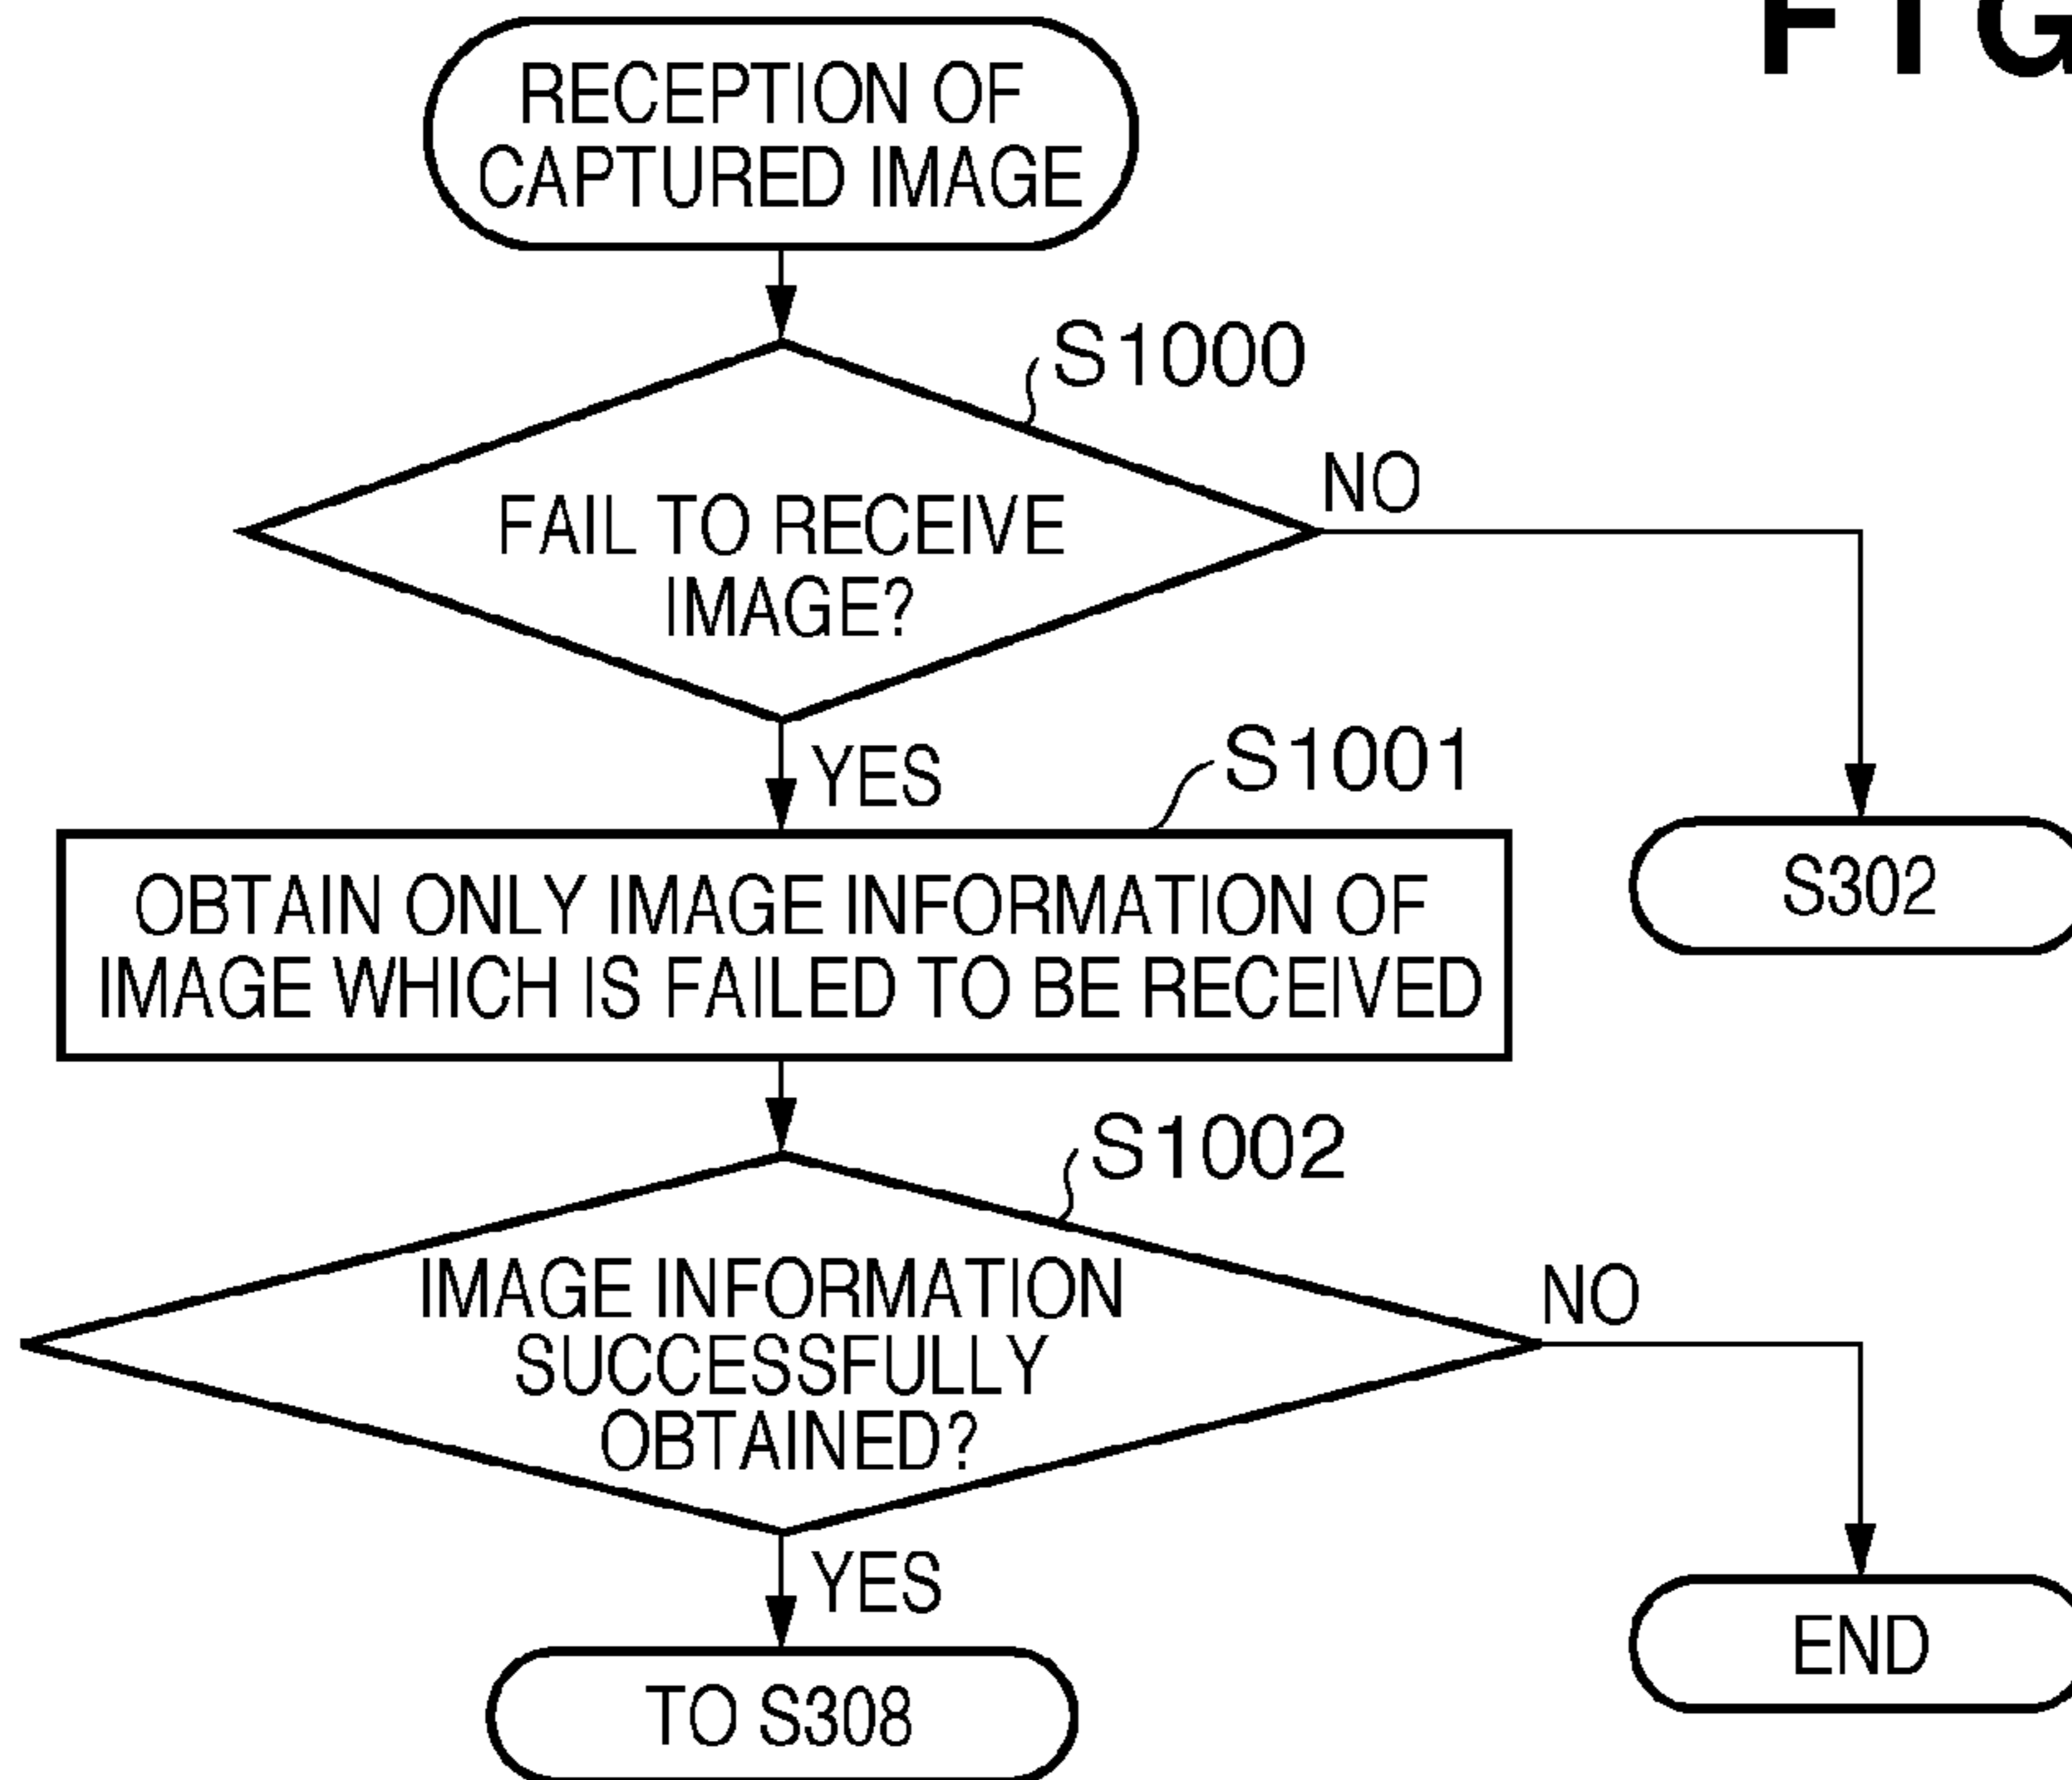 FIG
RECEPTION OF
CAPTURED IMAGE
S1000
FAIL TO RECEIVE
IMAGE?
NO
YES
S1001
S302
OBTAIN ONLY IMAGE INFORMATION OF
IMAGE WHICH IS FAILED TO BE RECEIVED
S1002
IMAGE INFORMATION
SUCCESSFULLY
OBTAINED?
NO
YES
END
TO S308